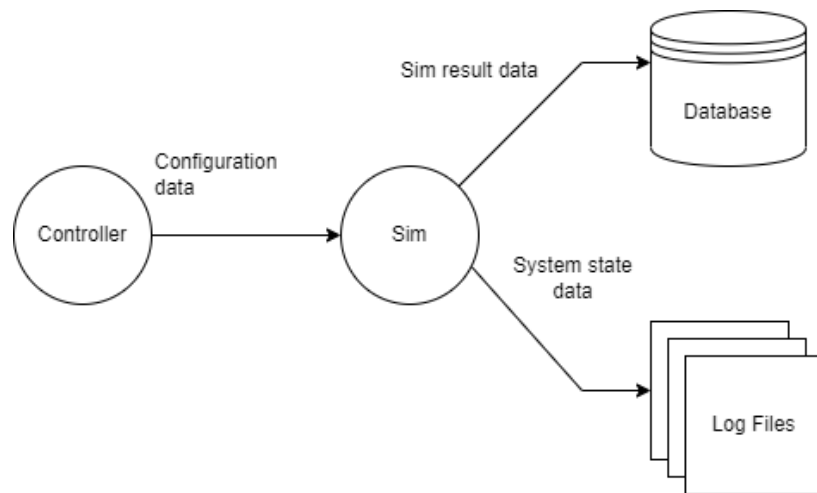 Sim result data
Database
Configuration
data
Controller
Sim
System state
data
Log Files